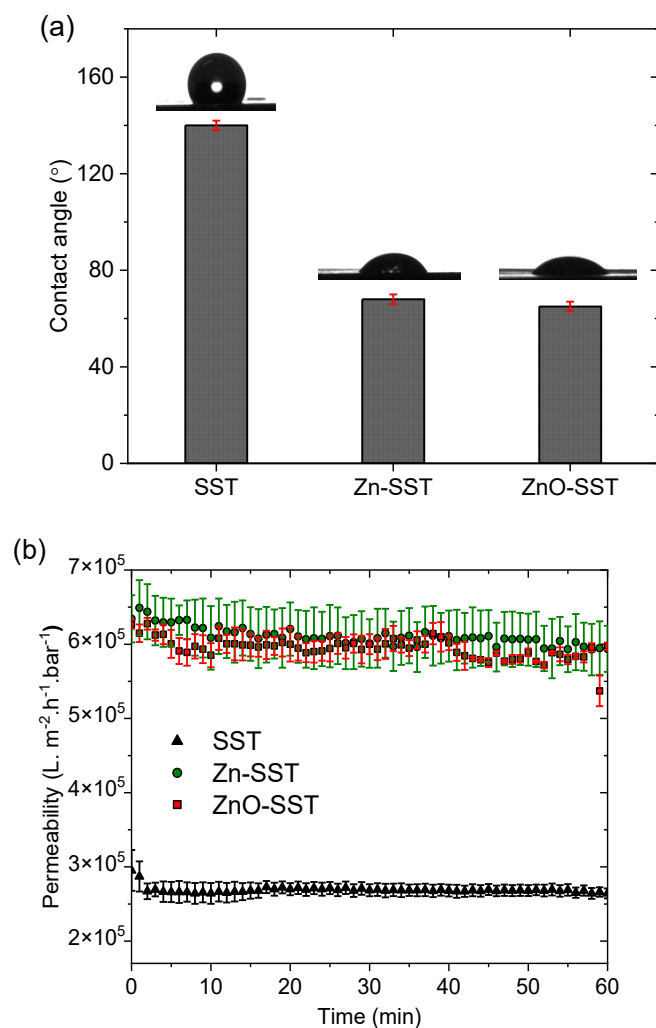 (a)
160
120
80
40
0
Contact angle (°)
SST Zn-SST ZnO-SST
(b)
7×10⁵
6×10⁵
5×10⁵
4×10⁵
3×10⁵
2×10⁵
Permeability (L. m⁻².h⁻¹.bar⁻¹)
SST
Zn-SST
ZnO-SST
0 10 20 30 40 50 60
Time (min)